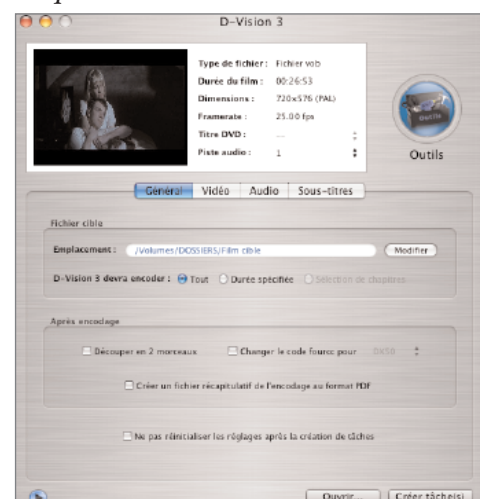 D-Vision 3
Type de fichier : Fichier vob
Durée du film : 00:26:53
Dimensions : 720x576 (PAL)
Framerate : 25.00 fps
Titre DVD : ...
Piste audio : 1
Outils
Outils
Général Vidéo Audio Sous-titres
Fichier cible
Emplacement : /Volumes/DOSSIERS/Film cible Modifier
D-Vision 3 devra encoder : Tout Durée spécifiée Sélection de chapitres
Après encodage
Découper en 2 morceaux Changer le code fourcc pour DX50
Créer un fichier récapitulatif de l'encodage au format PDF
Ne pas réinitialiser les réglages après la création de tâches
Ouvrir... Créer tâche(s)